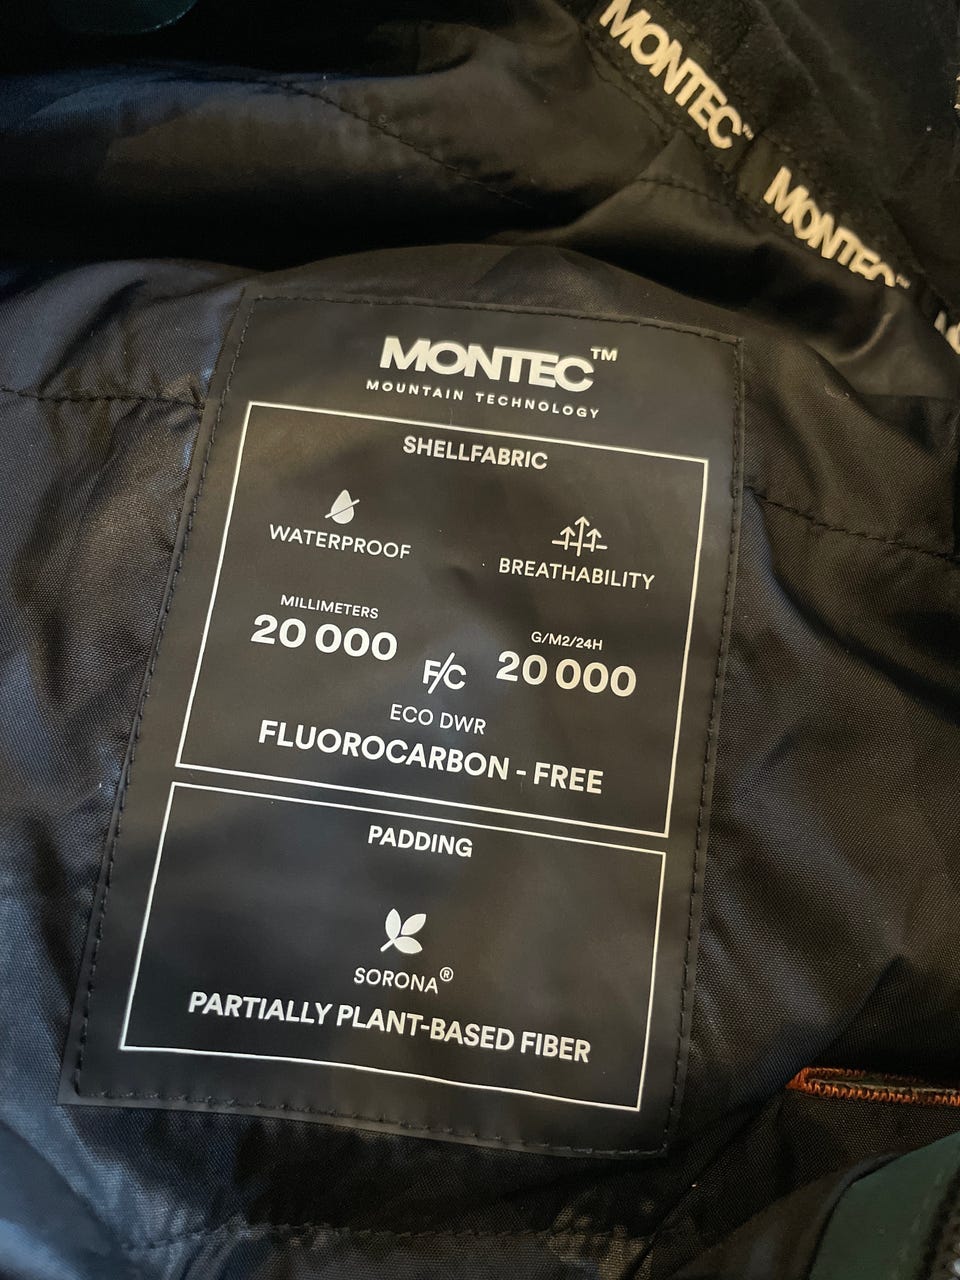 MONTEC™
MONTEC™
MONTEC™
MOUNTAIN TECHNOLOGY
SHELLFABRIC
WATERPROOF
BREATHABILITY
MILLIMETERS
20 000
G/M2/24H
20 000
F/C
ECO DWR
FLUOROCARBON - FREE
PADDING
SORONA®
PARTIALLY PLANT-BASED FIBER